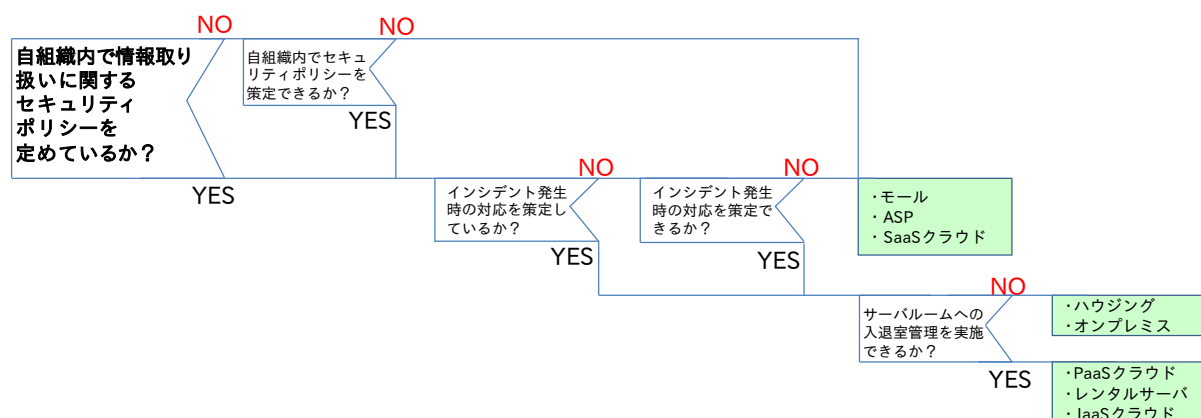 NO
NO
自組織内で情報取り
扱いに関する
セキュリティ
ポリシーを
定めているか？
自組織内でセキュ
リティポリシーを
策定できるか？
YES
YES
NO
NO
インシデント発生
時の対応を策定し
ているか？
インシデント発生
時の対応を策定で
きるか？
・モール
・ASP
・SaaSクラウド
YES
YES
NO
サーバルームへの
入退室管理を実施
できるか？
・ハウジング
・オンプレミス
YES
・PaaSクラウド
・レンタルサーバ
・IaaSクラウド